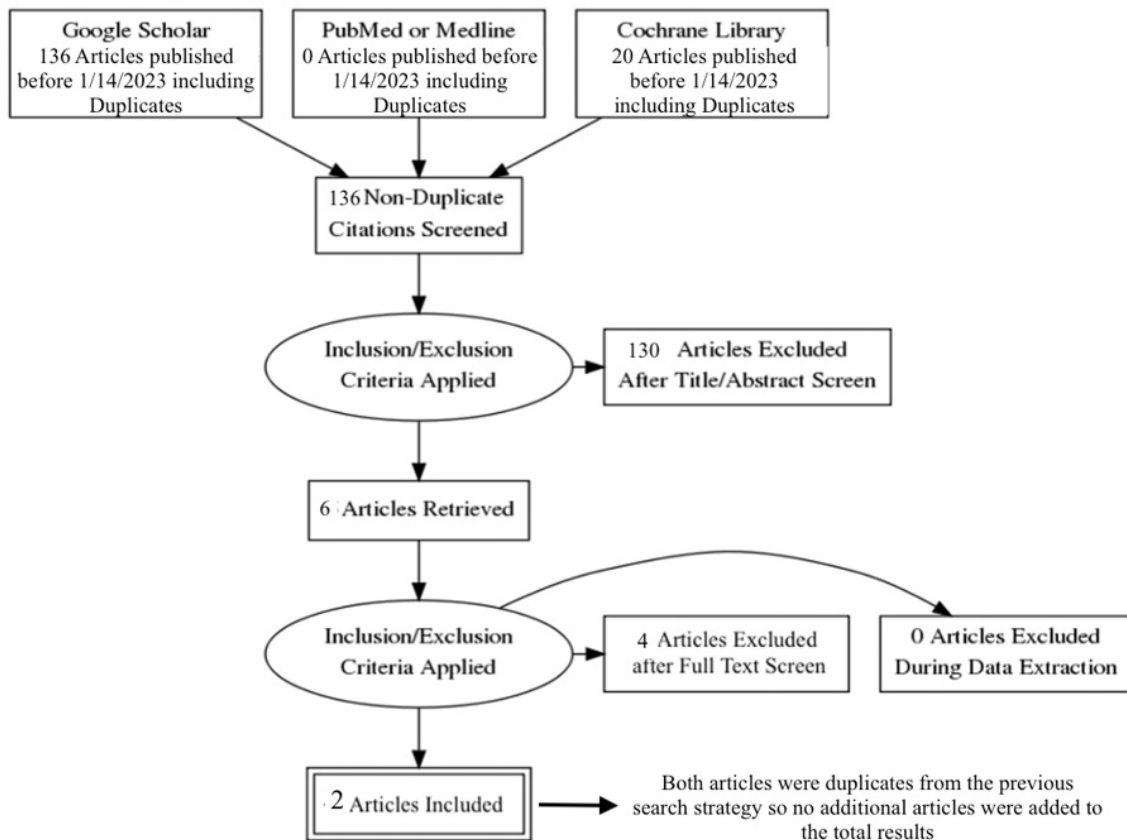 Google Scholar
136 Articles published
before 1/14/2023 including
Duplicates
PubMed or Medline
0 Articles published before
1/14/2023 including
Duplicates
Cochrane Library
20 Articles published
before 1/14/2023
including Duplicates
136 Non-Duplicate
Citations Screened
Inclusion/Exclusion
Criteria Applied
130 Articles Excluded
After Title/Abstract Screen
6 Articles Retrieved
Inclusion/Exclusion
Criteria Applied
4 Articles Excluded
after Full Text Screen
0 Articles Excluded
During Data Extraction
2 Articles Included
Both articles were duplicates from the previous
search strategy so no additional articles were added to
the total results